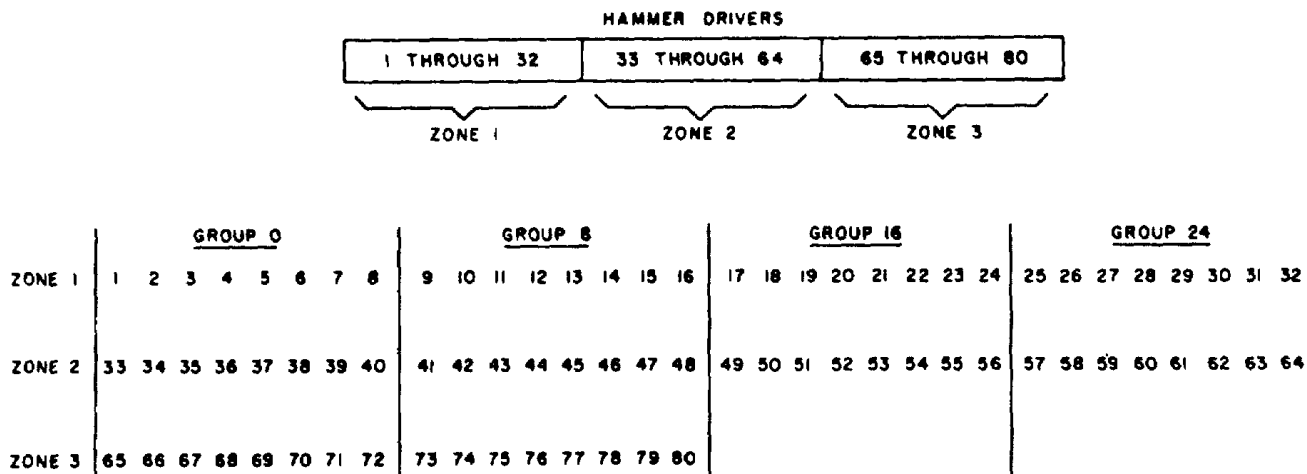 HAMMER DRIVERS
1 THROUGH 32 33 THROUGH 64 65 THROUGH 80
ZONE 1 ZONE 2 ZONE 3
GROUP 0 GROUP 8 GROUP 16 GROUP 24
ZONE 1 1 2 3 4 5 6 7 8 9 10 11 12 13 14 15 16 17 18 19 20 21 22 23 24 25 26 27 28 29 30 31 32
ZONE 2 33 34 35 36 37 38 39 40 41 42 43 44 45 46 47 48 49 50 51 52 53 54 55 56 57 58 59 60 61 62 63 64
ZONE 3 65 66 67 68 69 70 71 72 73 74 75 76 77 78 79 80